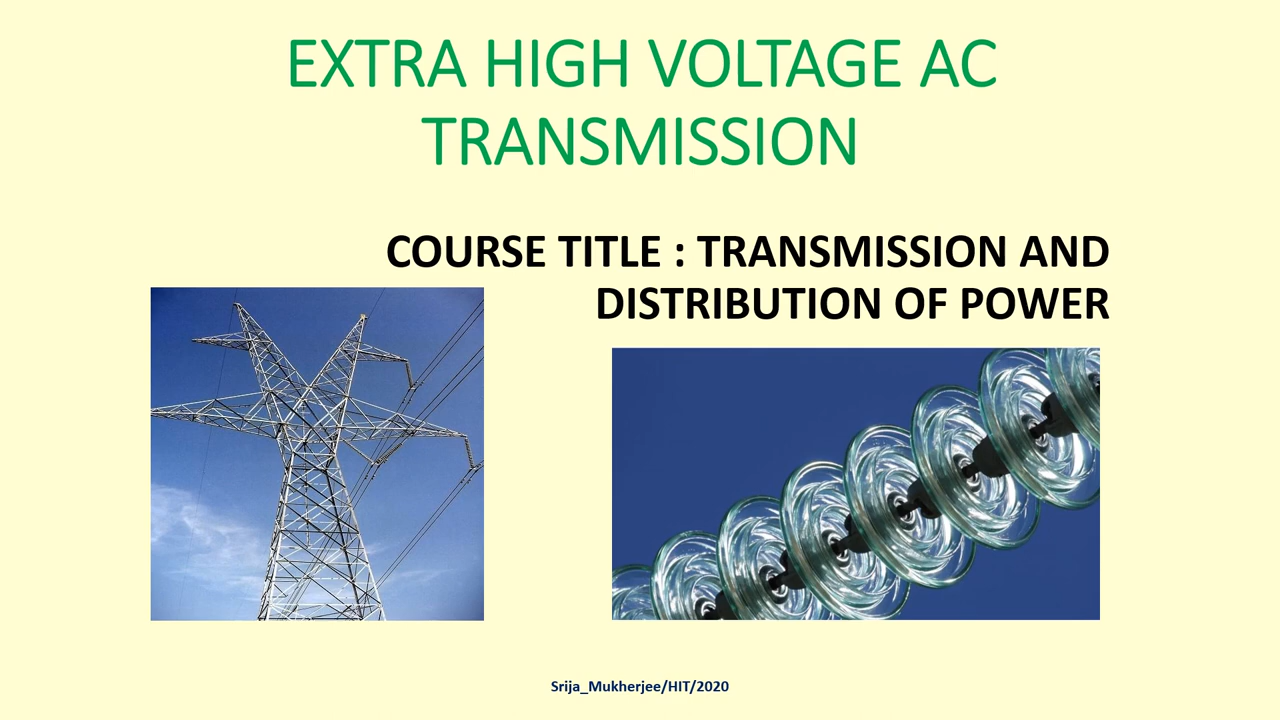 EXTRA HIGH VOLTAGE AC
TRANSMISSION
COURSE TITLE : TRANSMISSION AND
DISTRIBUTION OF POWER
Srija_Mukherjee/HIT/2020